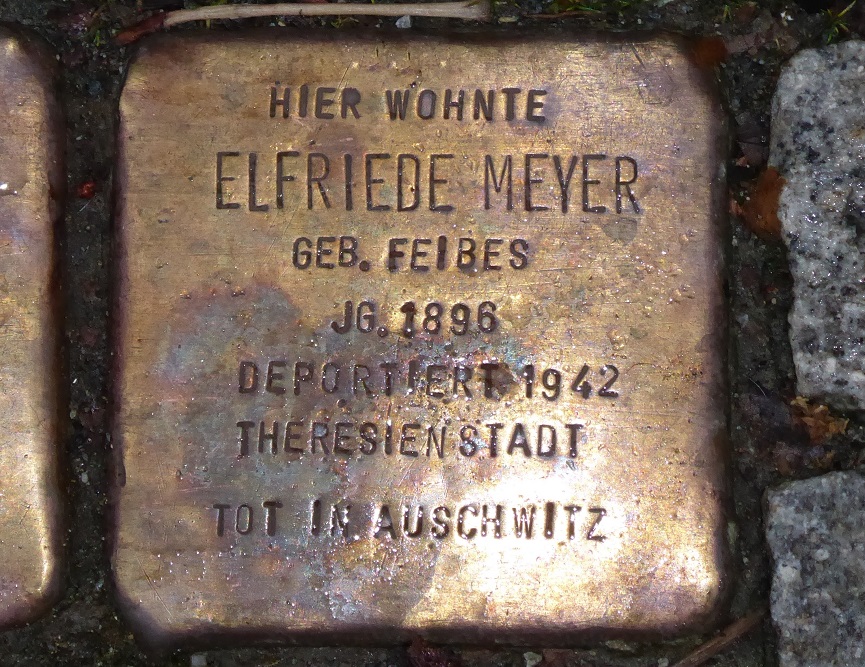 HIER WOHNTE
ELFRIEDE MEYER
GEB. FEIBES
JG. 1896
DEPORTIERT 1942
THERESIENSTADT
TOT IN AUSCHWITZ